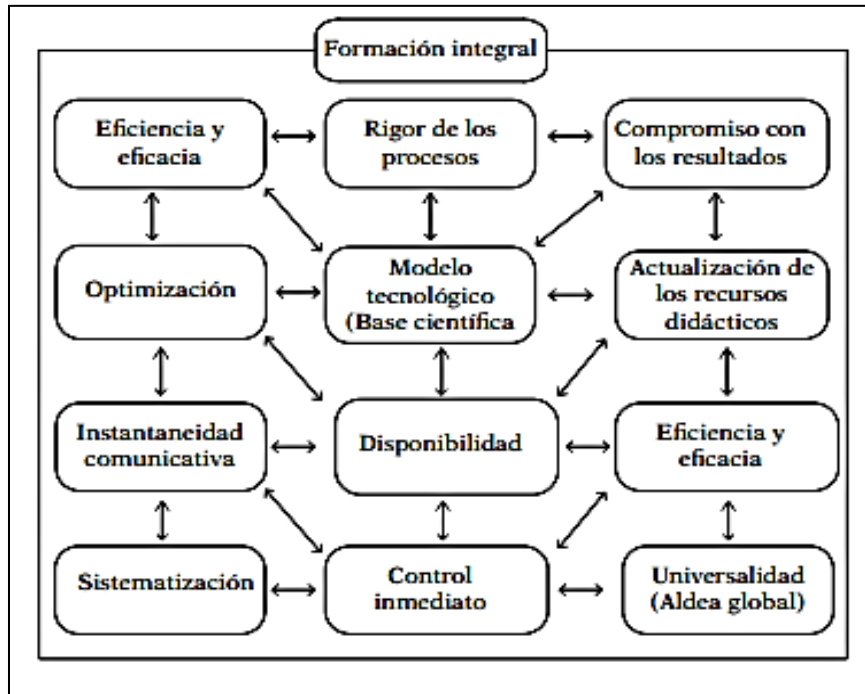 Formación integral
Eficiencia y
eficacia
Rigor de los
procesos
Compromiso con
los resultados
Optimización
Modelo
tecnológico
(Base científica
Actualización de
los recursos
didácticos
Instantaneidad
comunicativa
Disponibilidad
Eficiencia y
eficacia
Sistematización
Control
inmediato
Universalidad
(Aldea global)